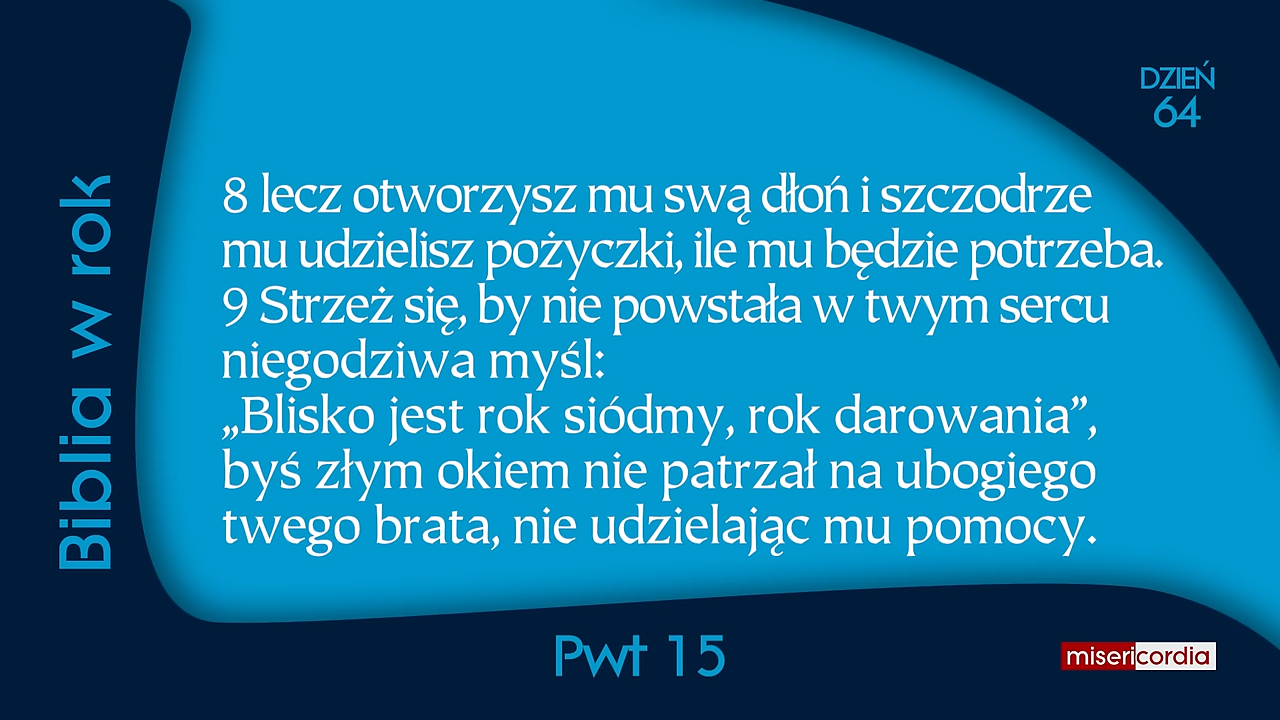 DZIEŃ
64
Biblia w rok
8 lecz otworzysz mu swą dłoń i szczodrze
mu udzielisz pożyczki, ile mu będzie potrzeba.
9 Strzeż się, by nie powstała w twym sercu
niegodziwa myśl:
„Blisko jest rok siódmy, rok darowania”,
byś złym okiem nie patrzał na ubogiego
twego brata, nie udzielając mu pomocy.
Pwt 15
misericordia